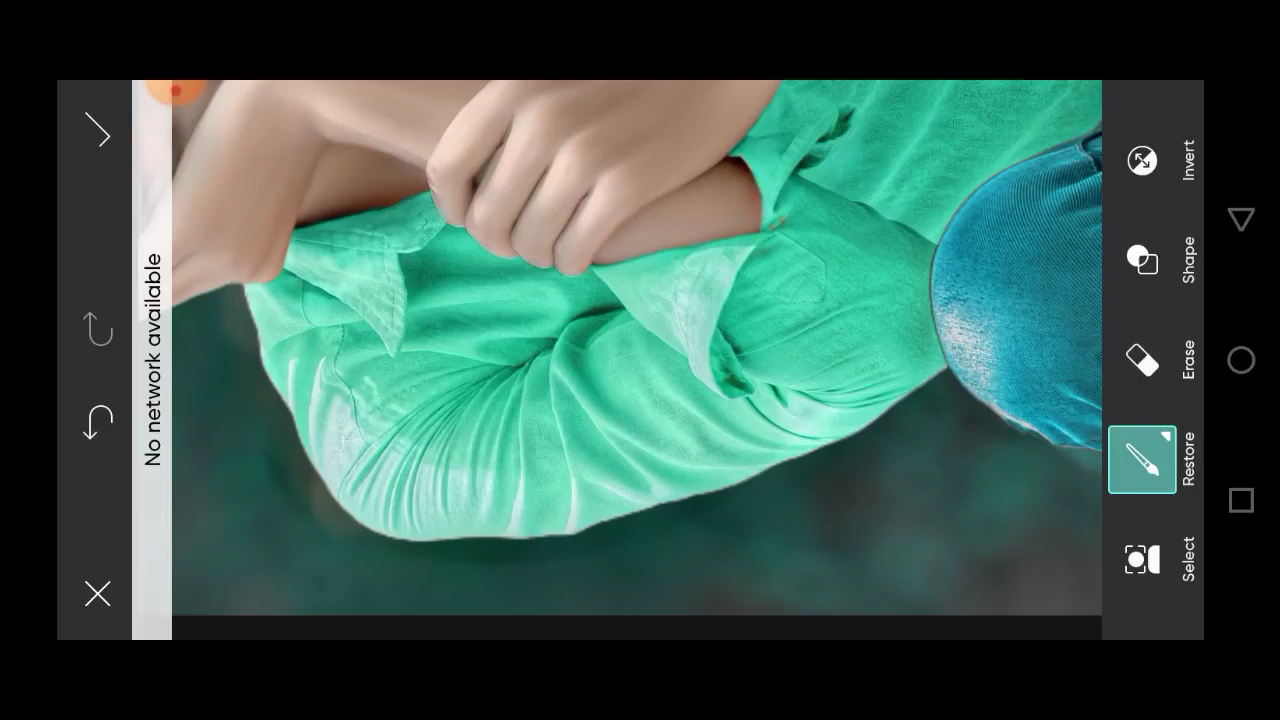 No network available
Select
Restore
Erase
Shape
Invert